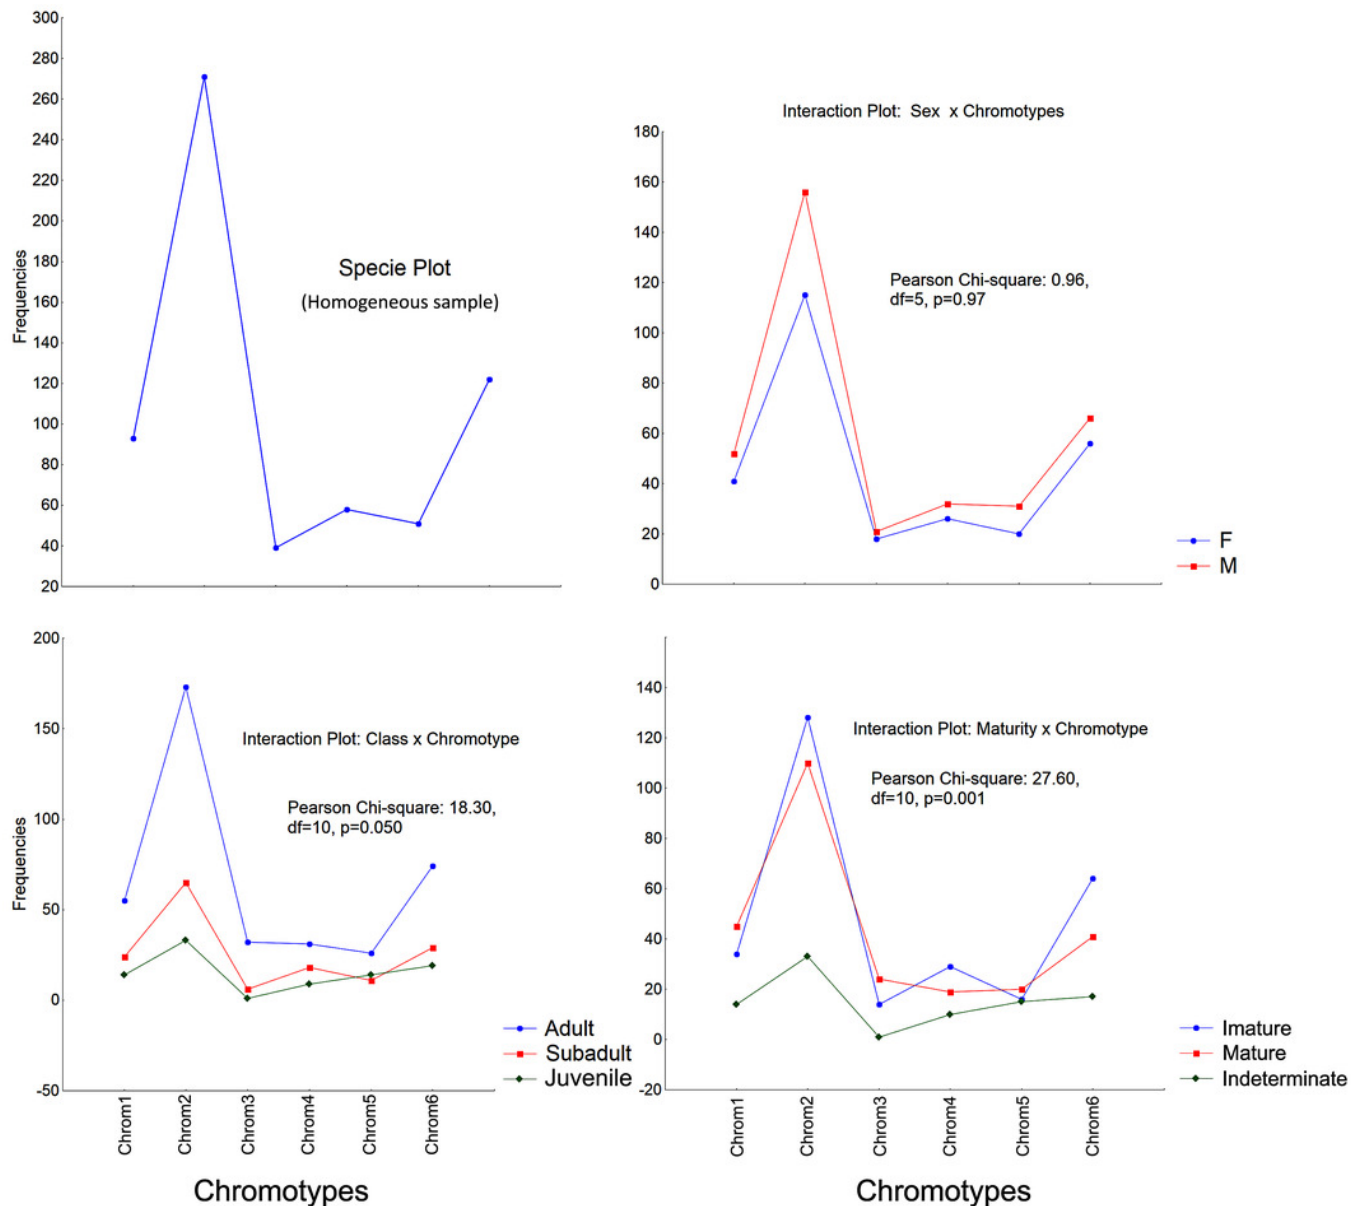 300
280
260
240
220
200
180
160
140
120
100
80
60
40
20
Frequencies
Specie Plot
(Homogeneous sample)
Interaction Plot: Sex x Chromotypes
180
160
140
120
100
80
60
40
20
0
Pearson Chi-square: 0.96,
df=5, p=0.97
F
M
200
150
100
50
0
-50
Frequencies
Interaction Plot: Class x Chromotype
Pearson Chi-square: 18.30,
df=10, p=0.050
Adult
Subadult
Juvenile
Chrom1
Chrom2
Chrom3
Chrom4
Chrom5
Chrom6
Chromotypes
140
120
100
80
60
40
20
0
-20
Interaction Plot: Maturity x Chromotype
Pearson Chi-square: 27.60,
df=10, p=0.001
Imature
Mature
Indeterminate
Chrom1
Chrom2
Chrom3
Chrom4
Chrom5
Chrom6
Chromotypes